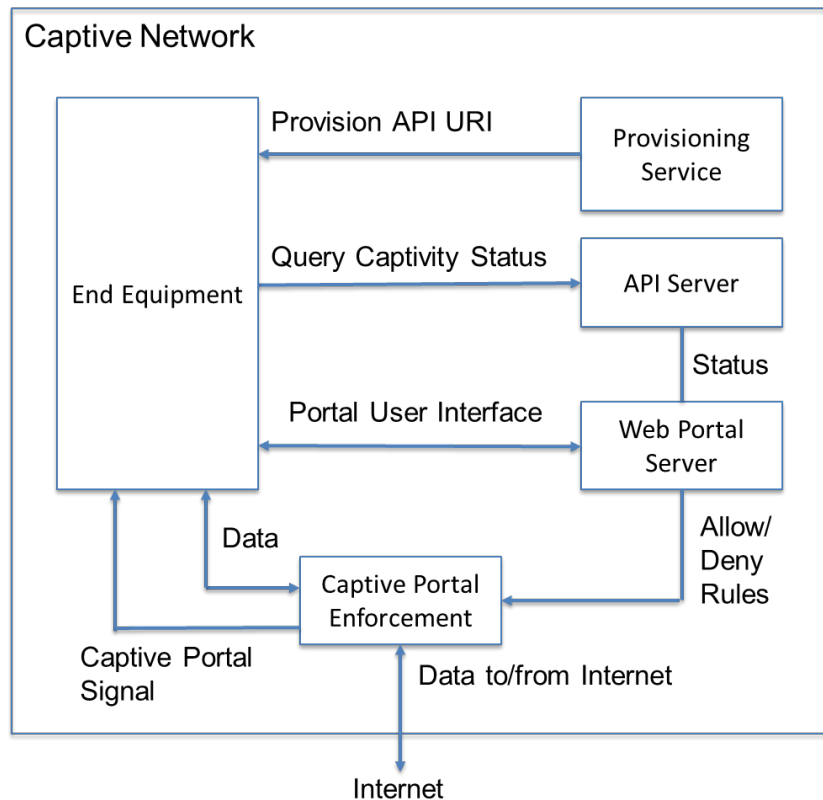 Captive Network
Provision API URI
Provisioning
Service
Query Captivity Status
End Equipment
API Server
Status
Portal User Interface
Web Portal
Server
Data
Allow/
Deny
Rules
Captive Portal
Enforcement
Captive Portal
Signal
Data to/from Internet
Internet